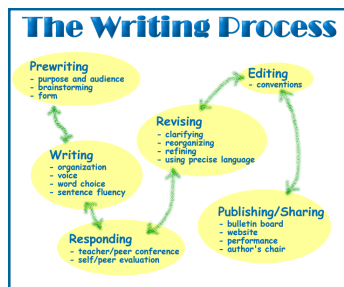 The Writing Process
Prewriting
- purpose and audience
- brainstorming
- form
Writing
- organization
- voice
- word choice
- sentence fluency
Responding
- teacher/peer conference
- self/peer evaluation
Revising
- clarifying
- reorganizing
- refining
- using precise language
Editing
- conventions
Publishing/Sharing
- bulletin board
- website
- performance
- author's chair